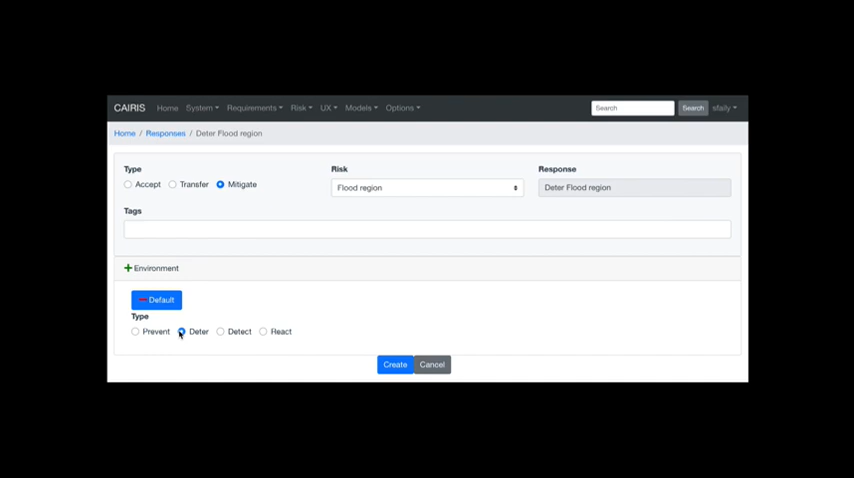 CAIRIS Home System Requirements Risk UX Models Options Search Search sfaily
Home / Responses / Deter Flood region
Type Risk Response
Accept Transfer Mitigate Flood region Deter Flood region
Tags
Environment
Default
Type
Prevent Deter Detect React
Create Cancel